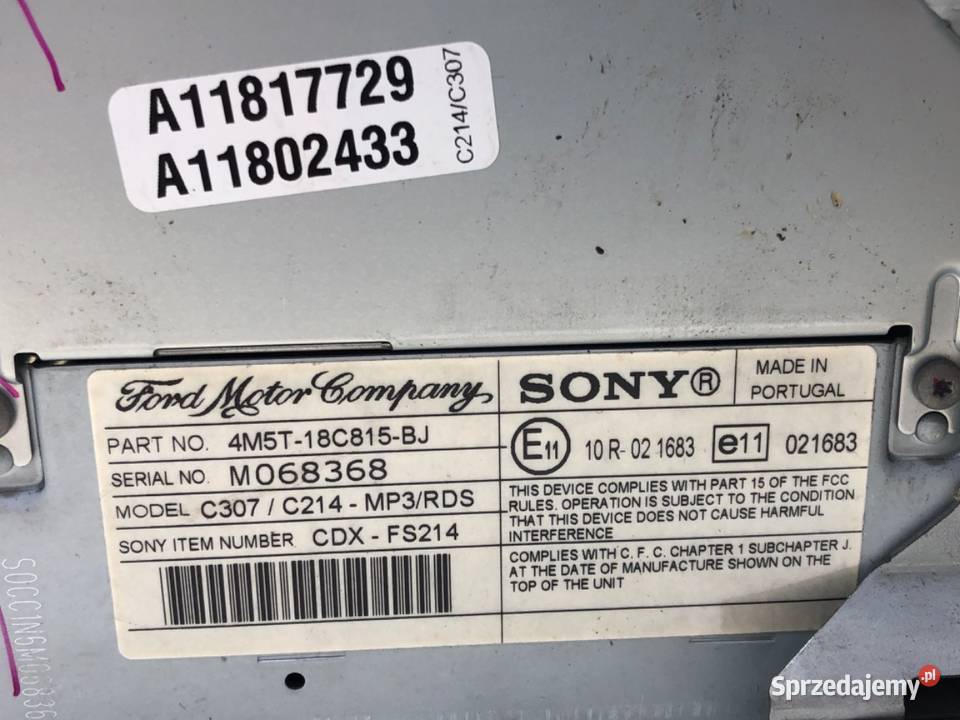 A11817729
A11802433
C214/C307
Ford Motor Company
SONY®
MADE IN
PORTUGAL
PART NO. 4M5T-18C815-BJ
SERIAL NO. M068368
MODEL C307 / C214 - MP3/RDS
SONY ITEM NUMBER CDX - FS214
E11 10 R- 02 1683 e11 021683
THIS DEVICE COMPLIES WITH PART 15 OF THE FCC
RULES. OPERATION IS SUBJECT TO THE CONDITION
THAT THIS DEVICE DOES NOT CAUSE HARMFUL
INTERFERENCE
COMPLIES WITH C. F. C. CHAPTER 1 SUBCHAPTER J.
AT THE DATE OF MANUFACTURE SHOWN ON THE
TOP OF THE UNIT
Sprzedajemy.pl